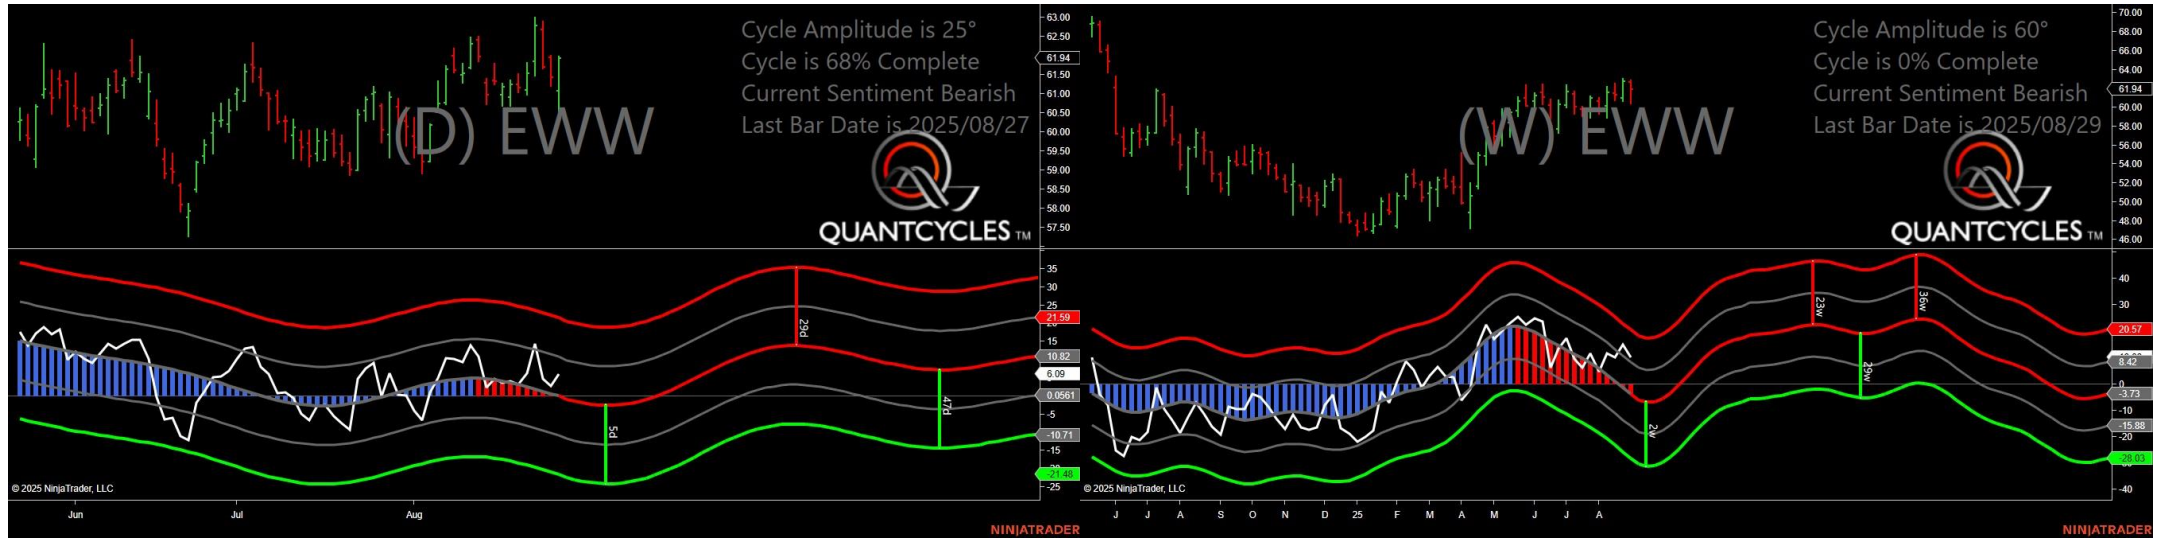 Cycle Amplitude is 25°
Cycle is 68% Complete
Current Sentiment Bearish
Last Bar Date is 2025/08/27
(D) EWW
QUANTCYCLES TM
63.00
62.50
61.94
61.50
61.00
60.50
60.00
59.50
59.00
58.50
58.00
57.50
35
30
25
21.59
15
10.82
6.09
0.0561
-5
-10.71
-15
-21.48
-25
29d
5d
47d
© 2025 NinjaTrader, LLC
Jun
Jul
Aug
NINJATRADER
Cycle Amplitude is 60°
Cycle is 0% Complete
Current Sentiment Bearish
Last Bar Date is 2025/08/29
(W) EWW
QUANTCYCLES TM
70.00
68.00
66.00
64.00
61.94
60.00
58.00
56.00
54.00
52.00
50.00
48.00
46.00
40
30
20.57
8.42
0
-3.73
-10
-15.88
-20
-28.03
-40
23w
36w
29w
2w
© 2025 NinjaTrader, LLC
J J A S O N D 25 F M A M J J A
NINJATRADER